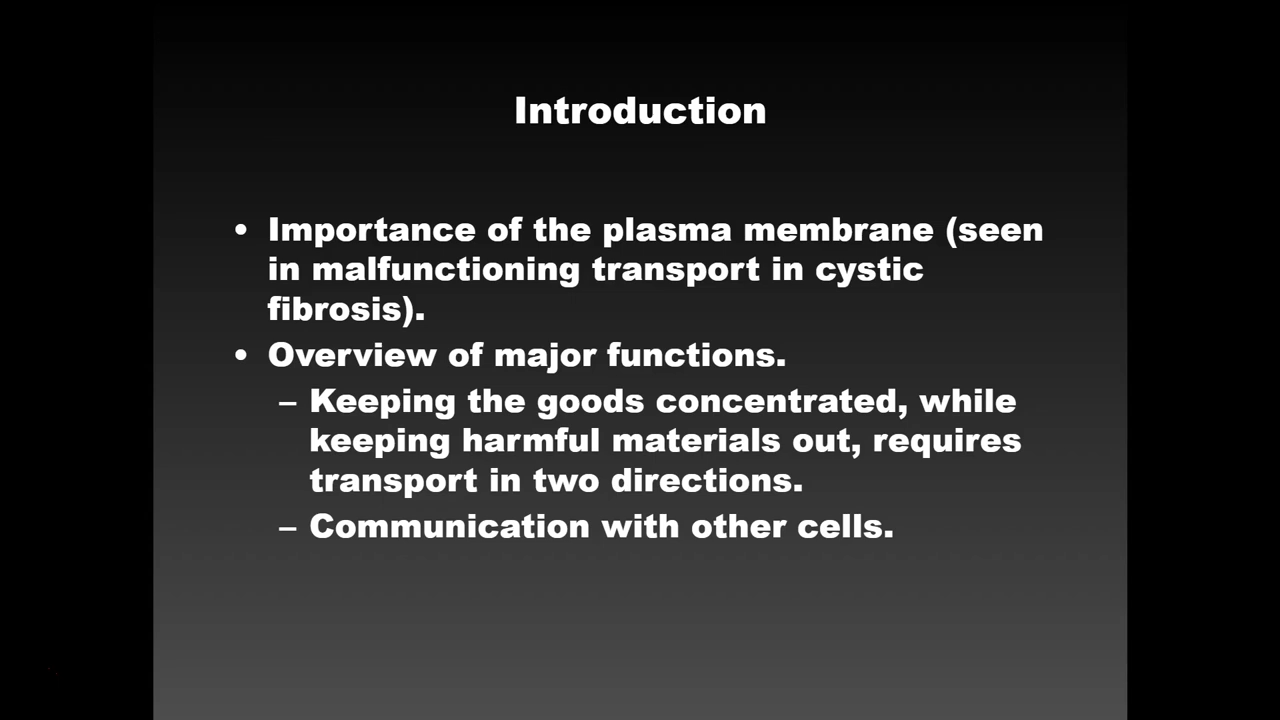 Introduction
• Importance of the plasma membrane (seen
in malfunctioning transport in cystic
fibrosis).
• Overview of major functions.
– Keeping the goods concentrated, while
keeping harmful materials out, requires
transport in two directions.
– Communication with other cells.